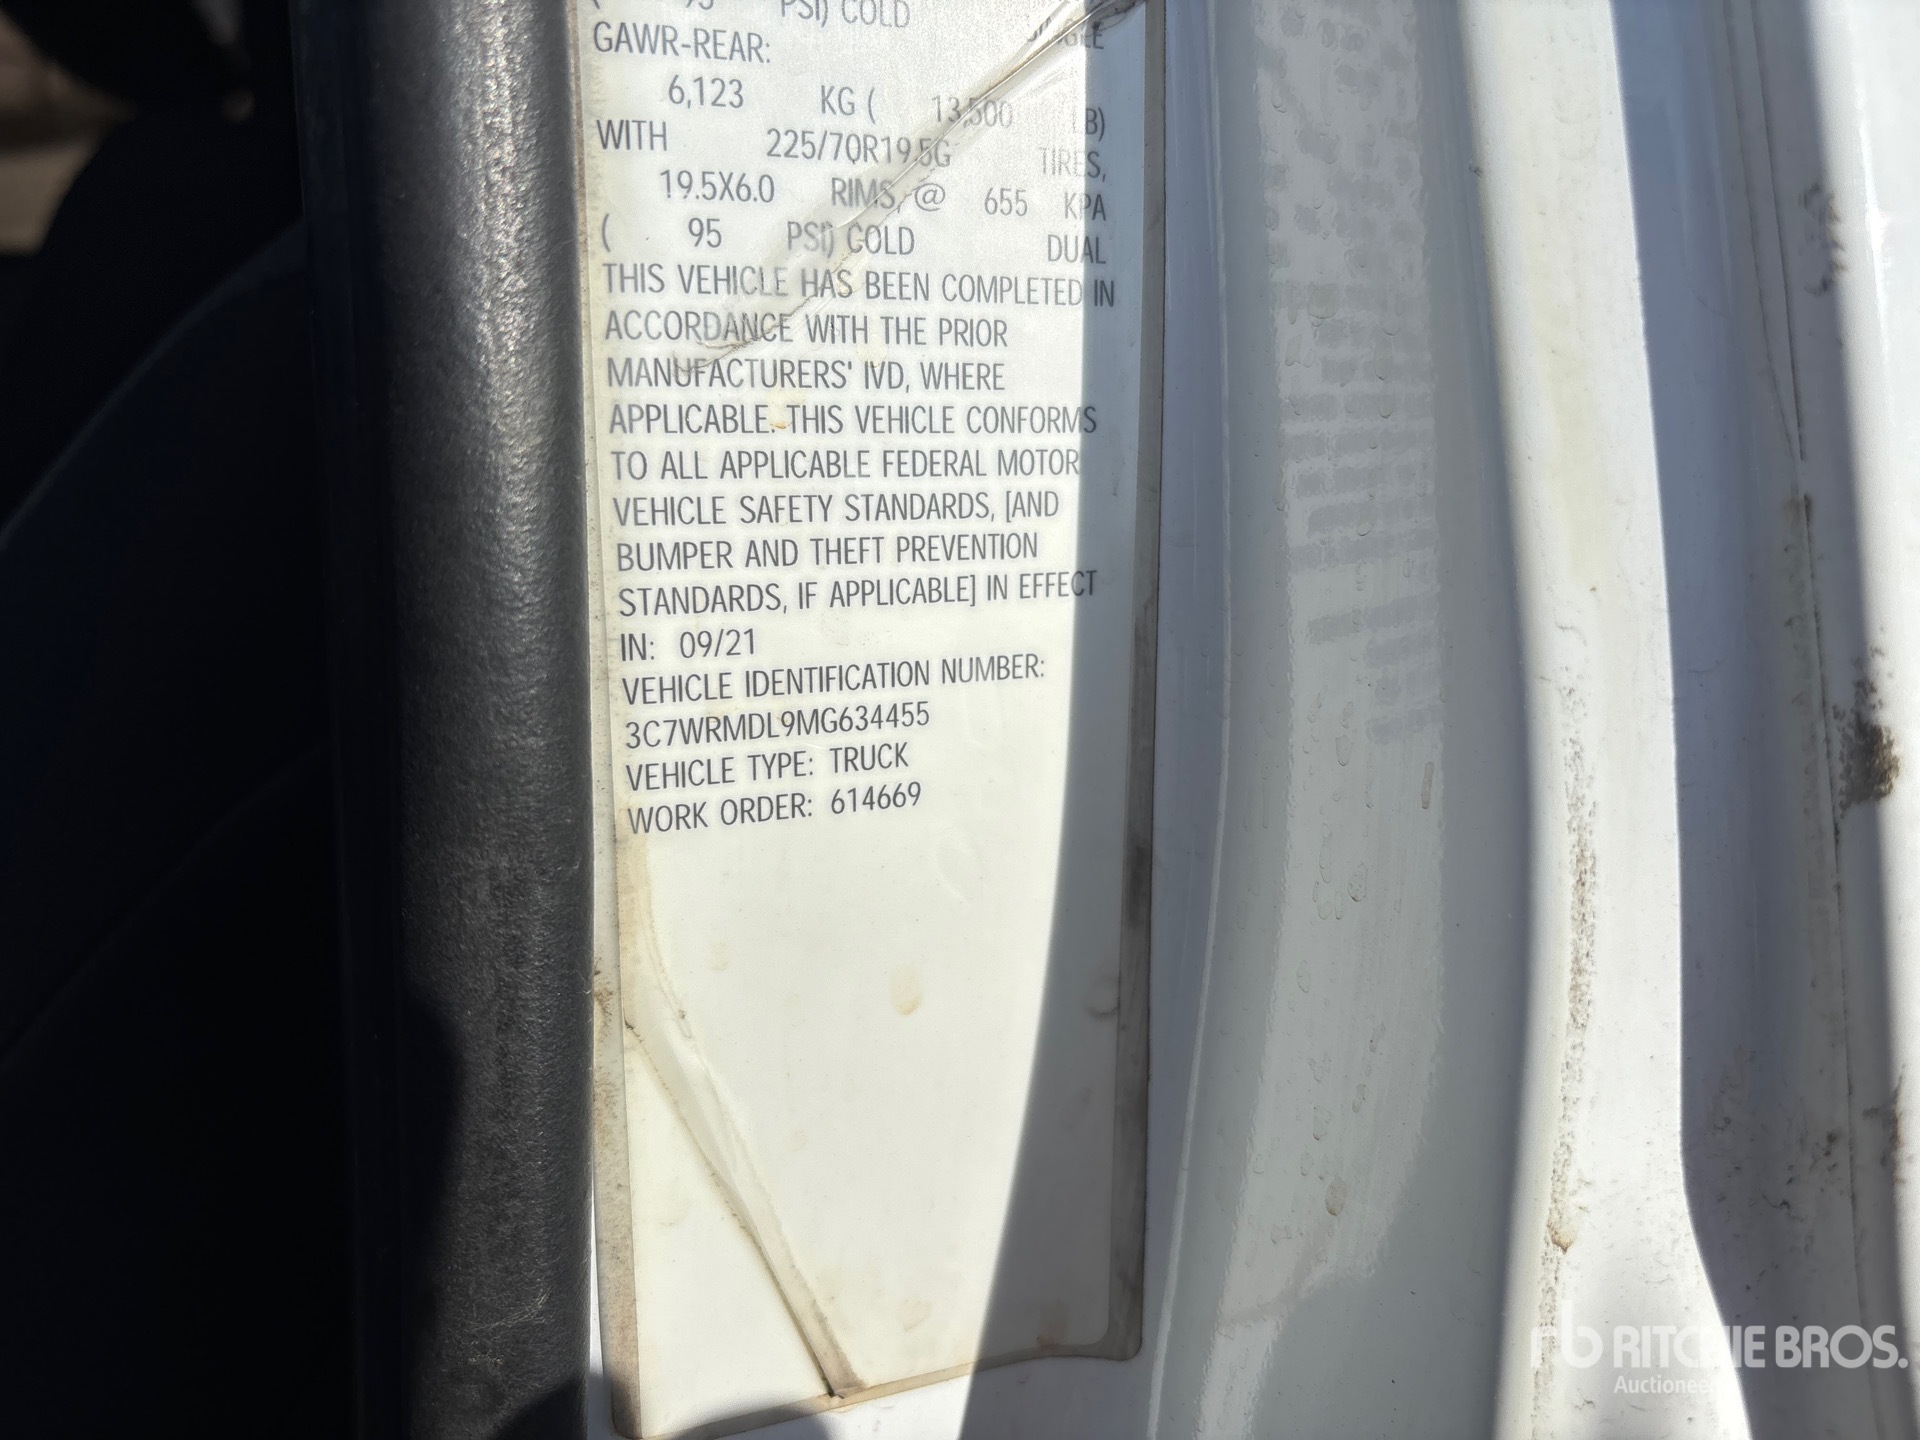 ( 95 PSI) COLD SINGLE
GAWR-REAR:
6,123 KG ( 13,500 LB)
WITH 225/70R19.5G TIRES,
19.5X6.0 RIMS, @ 655 KPA
( 95 PSI) COLD DUAL
THIS VEHICLE HAS BEEN COMPLETED IN
ACCORDANCE WITH THE PRIOR
MANUFACTURERS' IVD, WHERE
APPLICABLE. THIS VEHICLE CONFORMS
TO ALL APPLICABLE FEDERAL MOTOR
VEHICLE SAFETY STANDARDS, [AND
BUMPER AND THEFT PREVENTION
STANDARDS, IF APPLICABLE] IN EFFECT
IN: 09/21
VEHICLE IDENTIFICATION NUMBER:
3C7WRMDL9MG634455
VEHICLE TYPE: TRUCK
WORK ORDER: 614669
rb RITCHIE BROS.
Auctioneers